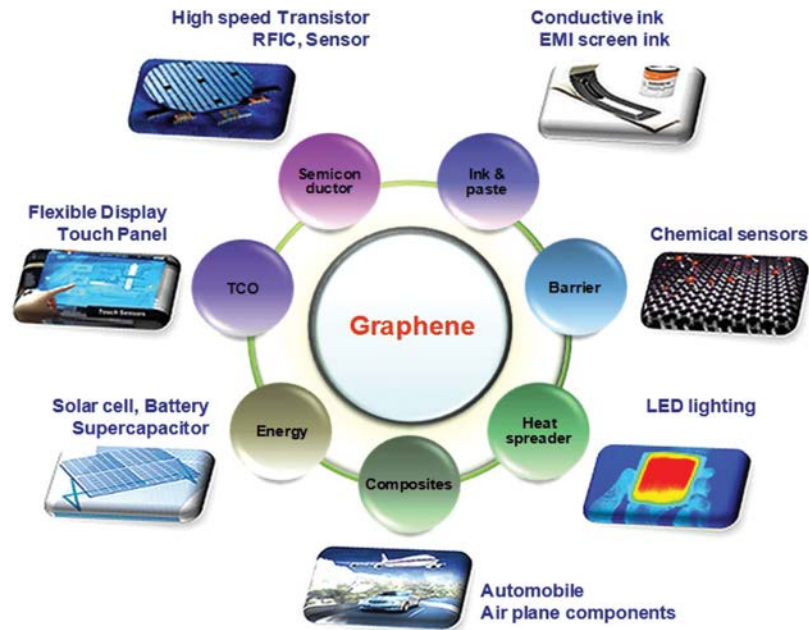 High speed Transistor
RFIC, Sensor
Conductive ink
EMI screen ink
Semicon
ductor
Ink &
paste
Flexible Display
Touch Panel
Touch Sensors
TCO
Graphene
Barrier
Chemical sensors
Solar cell, Battery
Supercapacitor
Energy
Composites
Heat
spreader
LED lighting
Automobile
Air plane components